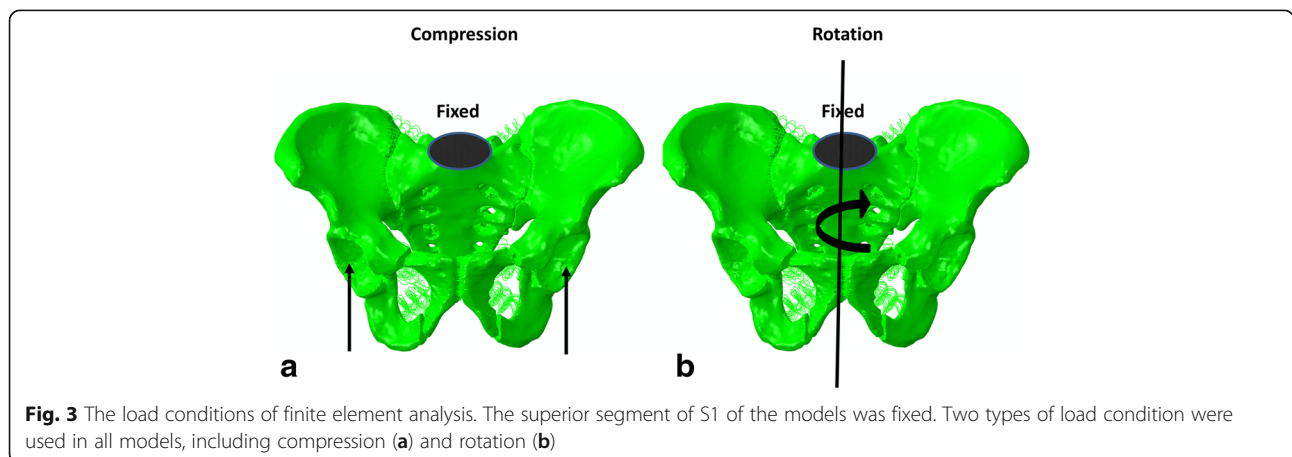 Compression
Rotation
Fixed
Fixed
a
b
Fig. 3 The load conditions of finite element analysis. The superior segment of S1 of the models was fixed. Two types of load condition were
used in all models, including compression (a) and rotation (b)